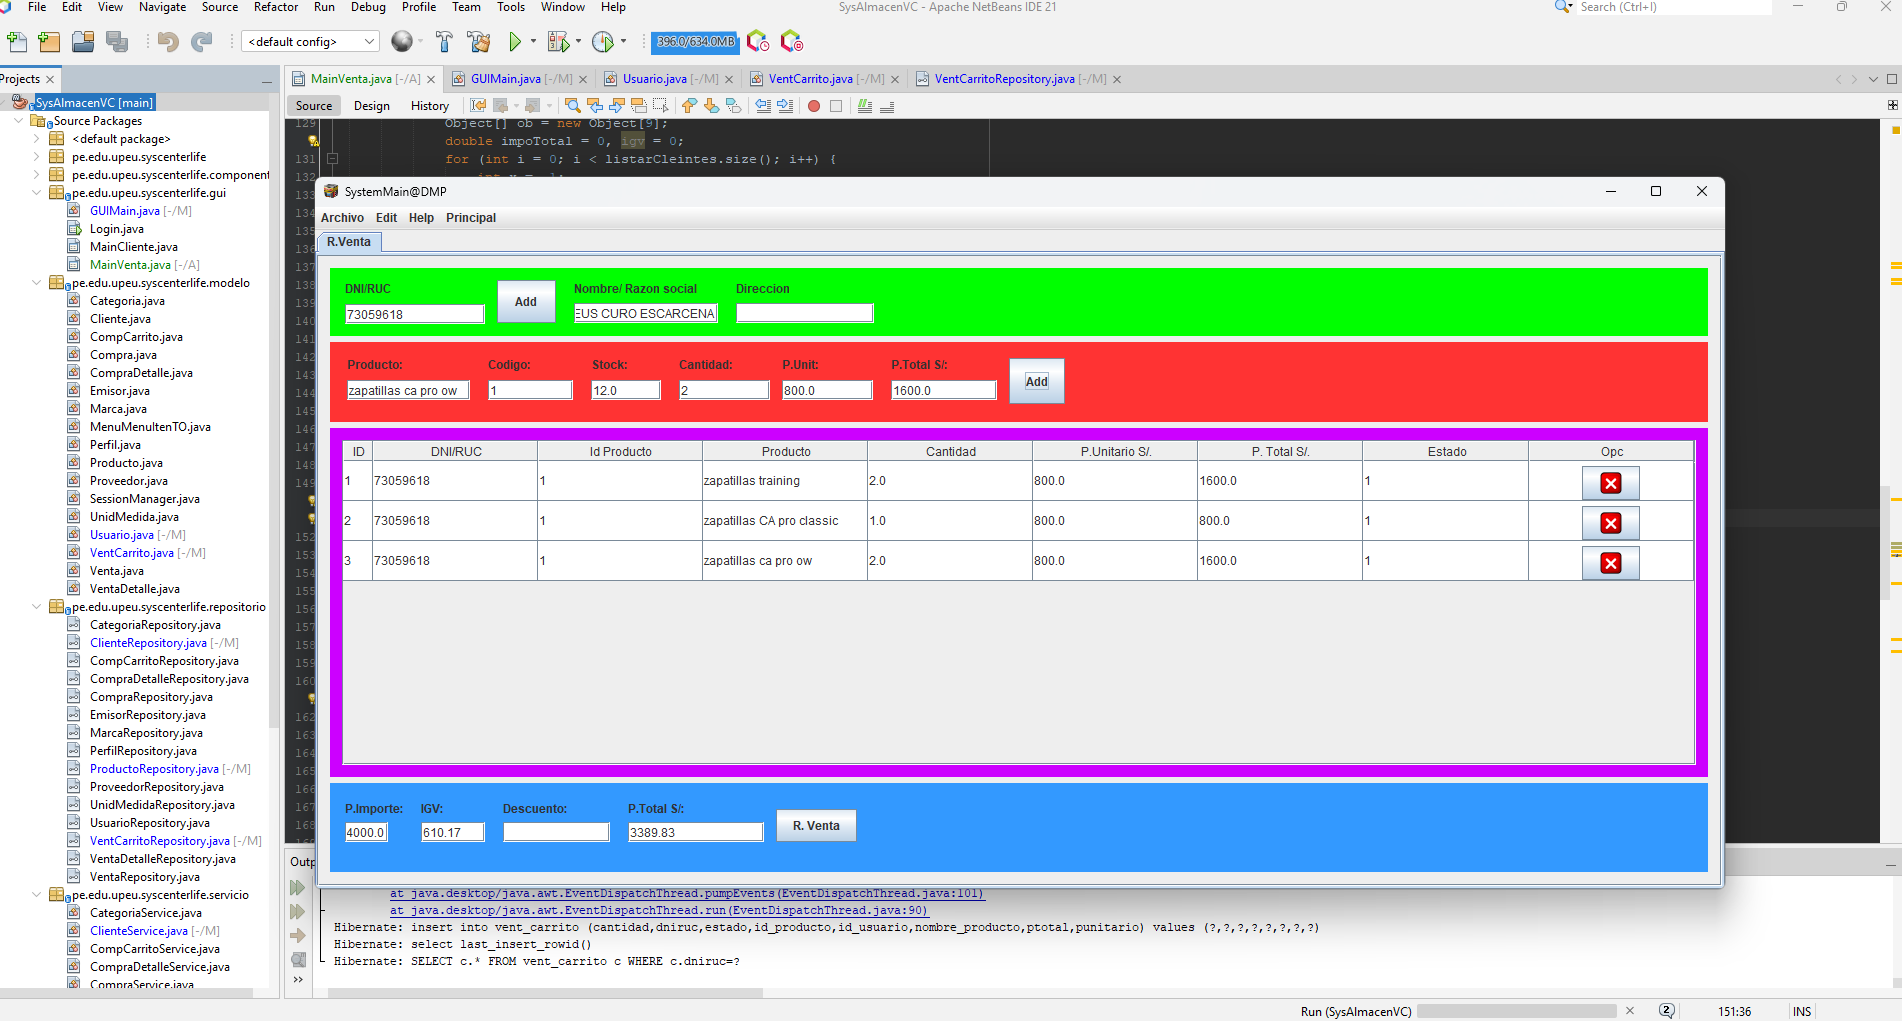 File Edit View Navigate Source Refactor Run Debug Profile Team Tools Window Help
SysAlmacenVC - Apache NetBeans IDE 21
Search (Ctrl+I)
<default config>
396.0/634.0MB
Projects
MainVenta.java [-/A]
GUIMain.java [-/M]
Usuario.java [-/M]
VentCarrito.java [-/M]
VentCarritoRepository.java [-/M]
Source Design History
SysAlmacenVC [main]
Source Packages
<default package>
pe.edu.upeu.syscenterlife
pe.edu.upeu.syscenterlife.component
pe.edu.upeu.syscenterlife.gui
GUIMain.java [-/M]
Login.java
MainCliente.java
MainVenta.java [-/A]
pe.edu.upeu.syscenterlife.modelo
Categoria.java
Cliente.java
CompCarrito.java
Compra.java
CompraDetalle.java
Emisor.java
Marca.java
MenuMenuItenTO.java
Perfil.java
Producto.java
Proveedor.java
SessionManager.java
UnidMedida.java
Usuario.java [-/M]
VentCarrito.java [-/M]
Venta.java
VentaDetalle.java
pe.edu.upeu.syscenterlife.repositorio
CategoriaRepository.java
ClienteRepository.java [-/M]
CompCarritoRepository.java
CompraDetalleRepository.java
CompraRepository.java
EmisorRepository.java
MarcaRepository.java
PerfilRepository.java
ProductoRepository.java [-/M]
ProveedorRepository.java
UnidMedidaRepository.java
UsuarioRepository.java
VentCarritoRepository.java [-/M]
VentaDetalleRepository.java
VentaRepository.java
pe.edu.upeu.syscenterlife.servicio
CategoriaService.java
ClienteService.java [-/M]
CompCarritoService.java
CompraDetalleService.java
CompraService.java
129 Object[] ob = new Object[9];
double impoTotal = 0, igv = 0;
131 for (int i = 0; i < listarCleintes.size(); i++) {
132
SystemMain@DMP
Archivo Edit Help Principal
R.Venta
DNI/RUC
Add
Nombre/ Razon social
Direccion
73059618
EUS CURO ESCARCENA
Producto: Codigo: Stock: Cantidad: P.Unit: P.Total S/:
zapatillas ca pro ow 1 12.0 2 800.0 1600.0
Add
ID DNI/RUC Id Producto Producto Cantidad P.Unitario S/. P. Total S/. Estado Opc
1 73059618 1 zapatillas training 2.0 800.0 1600.0 1
2 73059618 1 zapatillas CA pro classic 1.0 800.0 800.0 1
3 73059618 1 zapatillas ca pro ow 2.0 800.0 1600.0 1
P.Importe: IGV: Descuento: P.Total S/:
4000.0 610.17 3389.83
R. Venta
Outp
at java.desktop/java.awt.EventDispatchThread.pumpEvents(EventDispatchThread.java:101)
at java.desktop/java.awt.EventDispatchThread.run(EventDispatchThread.java:90)
Hibernate: insert into vent_carrito (cantidad,dniruc,estado,id_producto,id_usuario,nombre_producto,ptotal,punitario) values (?,?,?,?,?,?,?,?)
Hibernate: select last_insert_rowid()
Hibernate: SELECT c.* FROM vent_carrito c WHERE c.dniruc=?
Run (SysAlmacenVC)
2
151:36
INS